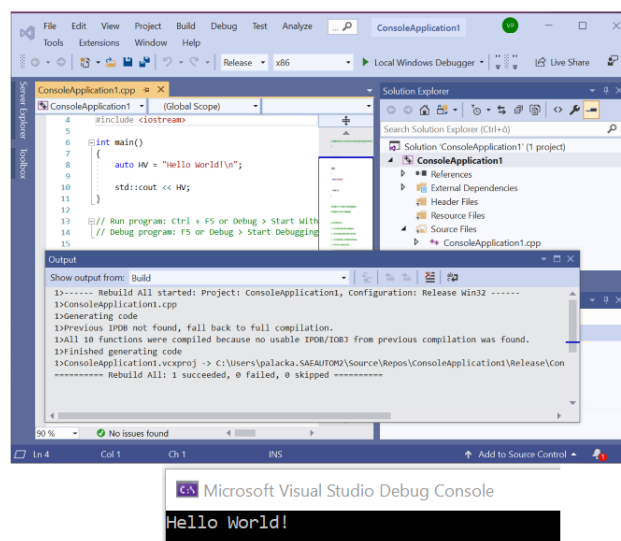 File Edit View Project Build Debug Test Analyze ... ConsoleApplication1 VP
Tools Extensions Window Help
Release x86 Local Windows Debugger Live Share
Server Explorer
Toolbox
ConsoleApplication1.cpp
ConsoleApplication1 (Global Scope)
4 #include <iostream>
5
6 int main()
7 {
8 auto HV = "Hello World!\n";
9
10 std::cout << HV;
11 }
12
13 // Run program: Ctrl + F5 or Debug > Start With
14 // Debug program: F5 or Debug > Start Debugging
15
Solution Explorer
Search Solution Explorer (Ctrl+ó)
Solution 'ConsoleApplication1' (1 project)
ConsoleApplication1
References
External Dependencies
Header Files
Resource Files
Source Files
ConsoleApplication1.cpp
Output
Show output from: Build
1>------ Rebuild All started: Project: ConsoleApplication1, Configuration: Release Win32 ------
1>ConsoleApplication1.cpp
1>Generating code
1>Previous IPDB not found, fall back to full compilation.
1>All 10 functions were compiled because no usable IPDB/IOBJ from previous compilation was found.
1>Finished generating code
1>ConsoleApplication1.vcxproj -> C:\Users\palacka.SAEAUTOM2\Source\Repos\ConsoleApplication1\Release\Con
========== Rebuild All: 1 succeeded, 0 failed, 0 skipped ==========
90 % No issues found
Ln 4 Col 1 Ch 1 INS Add to Source Control 1
C:\ Microsoft Visual Studio Debug Console
Hello World!